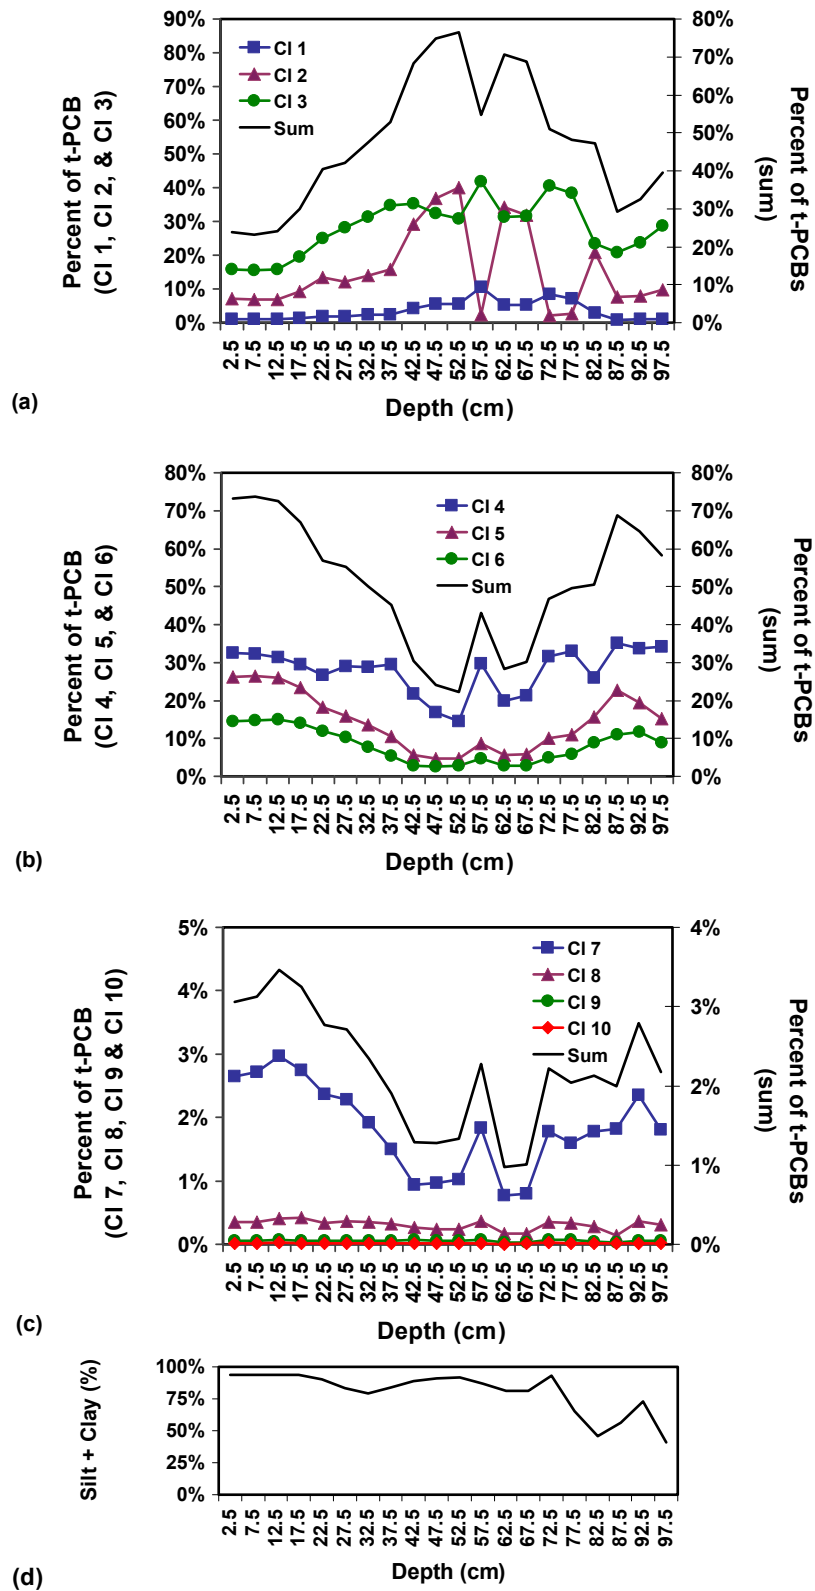 90%
80%
70%
60%
50%
40%
30%
20%
10%
0%
80%
70%
60%
50%
40%
30%
20%
10%
0%
Cl 1
Cl 2
Cl 3
Sum
Percent of t-PCB
(Cl 1, Cl 2, & Cl 3)
Percent of t-PCBs
(sum)
2.5 7.5 12.5 17.5 22.5 27.5 32.5 37.5 42.5 47.5 52.5 57.5 62.5 67.5 72.5 77.5 82.5 87.5 92.5 97.5
Depth (cm)
(a)
80%
70%
60%
50%
40%
30%
20%
10%
0%
80%
70%
60%
50%
40%
30%
20%
10%
0%
Cl 4
Cl 5
Cl 6
Sum
Percent of t-PCB
(Cl 4, Cl 5, & Cl 6)
Percent of t-PCBs
(sum)
2.5 7.5 12.5 17.5 22.5 27.5 32.5 37.5 42.5 47.5 52.5 57.5 62.5 67.5 72.5 77.5 82.5 87.5 92.5 97.5
Depth (cm)
(b)
5%
4%
3%
2%
1%
0%
4%
3%
2%
1%
0%
Cl 7
Cl 8
Cl 9
Cl 10
Sum
Percent of t-PCB
(Cl 7, Cl 8, Cl 9 & Cl 10)
Percent of t-PCBs
(sum)
2.5 7.5 12.5 17.5 22.5 27.5 32.5 37.5 42.5 47.5 52.5 57.5 62.5 67.5 72.5 77.5 82.5 87.5 92.5 97.5
Depth (cm)
(c)
100%
75%
50%
25%
0%
Silt + Clay (%)
2.5 7.5 12.5 17.5 22.5 27.5 32.5 37.5 42.5 47.5 52.5 57.5 62.5 67.5 72.5 77.5 82.5 87.5 92.5 97.5
Depth (cm)
(d)